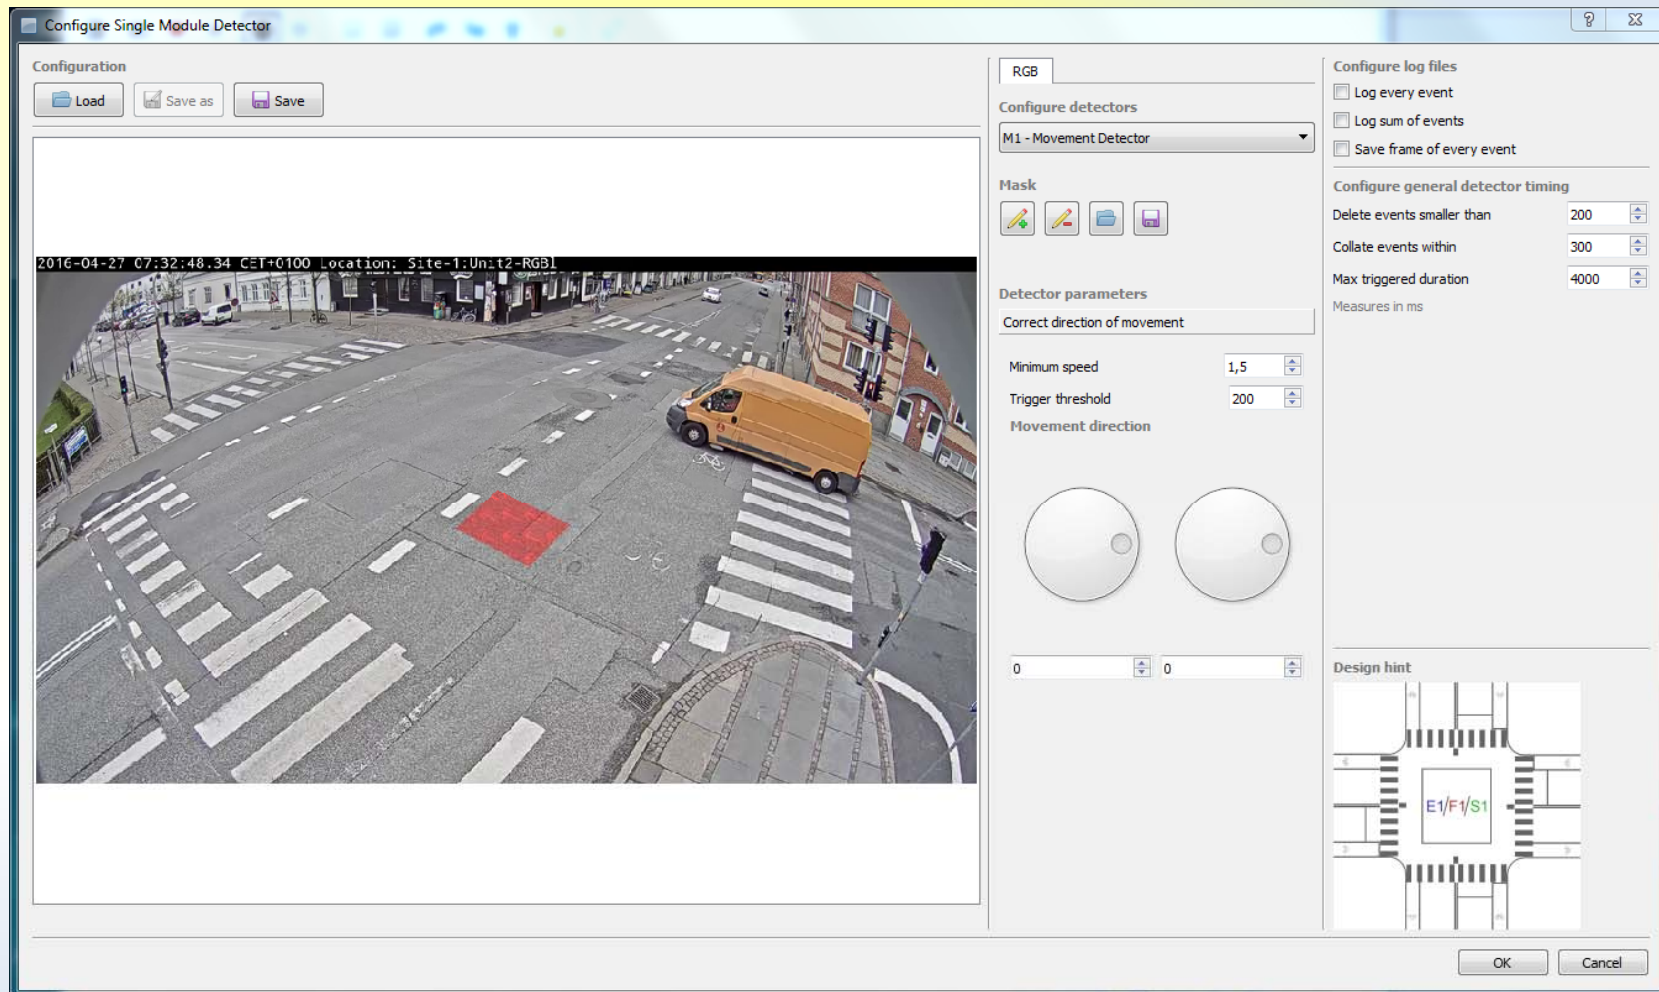 Configure Single Module Detector
Configuration
Load
Save as
Save
2016-04-27 07:32:48.34 CET+0100 Location: Site-1:Unit2-RGB1
RGB
Configure detectors
M1 - Movement Detector
Mask
Detector parameters
Correct direction of movement
Minimum speed 1,5
Trigger threshold 200
Movement direction
0 0
Configure log files
Log every event
Log sum of events
Save frame of every event
Configure general detector timing
Delete events smaller than 200
Collate events within 300
Max triggered duration 4000
Measures in ms
Design hint
E1/F1/S1
OK Cancel